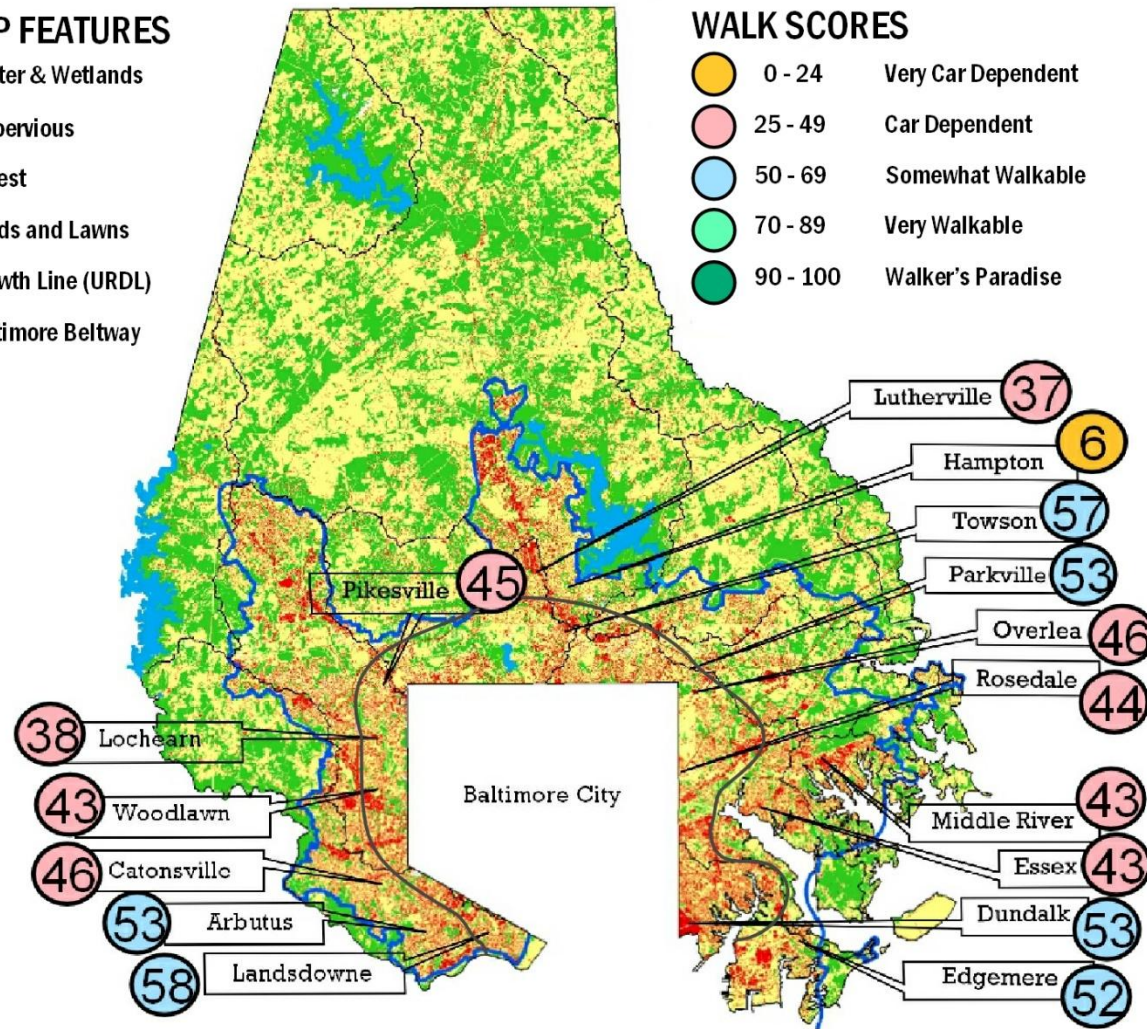 P FEATURES
ter & Wetlands
pervious
est
ds and Lawns
wth Line (URDL)
timore Beltway
WALK SCORES
0 - 24 Very Car Dependent
25 - 49 Car Dependent
50 - 69 Somewhat Walkable
70 - 89 Very Walkable
90 - 100 Walker's Paradise
Lutherville 37
Hampton 6
Towson 57
Parkville 53
Overlea 46
Rosedale 44
Pikesville 45
38 Lochearn
43 Woodlawn
46 Catonsville
53 Arbutus
58 Landsdowne
Baltimore City
Middle River 43
Essex 43
Dundalk 53
Edgemere 52